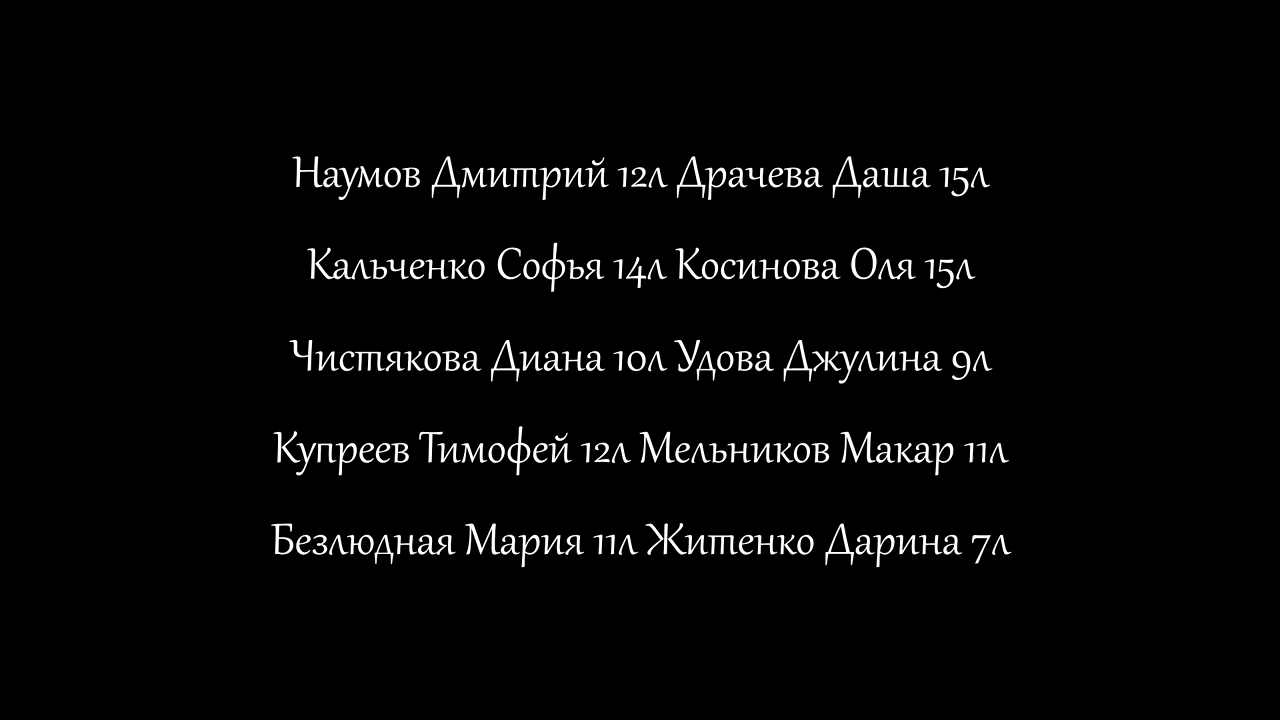 Наумов Дмитрий 12л Драчева Даша 15л
Кальченко Софья 14л Косинова Оля 15л
Чистякова Диана 10л Удова Джулина 9л
Купреев Тимофей 12л Мельников Макар 11л
Безлюдная Мария 11л Житенко Дарина 7л